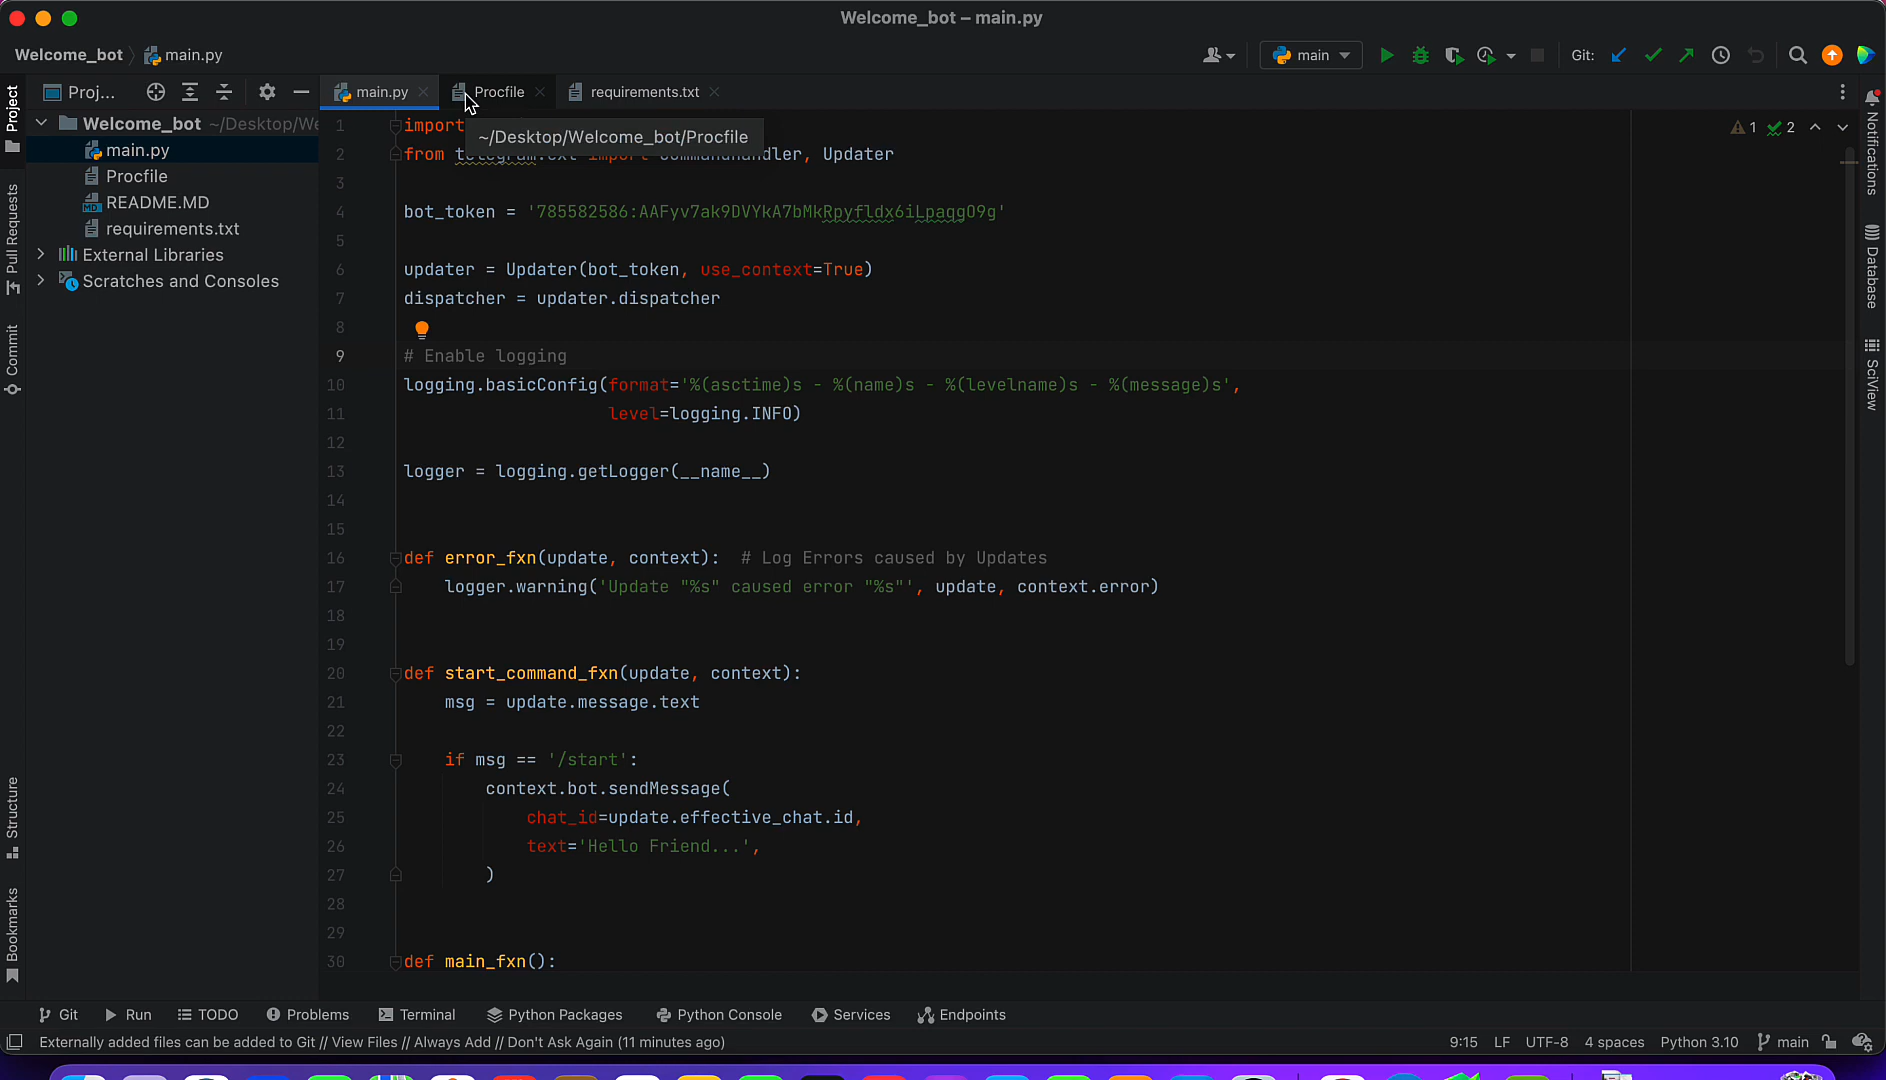 Welcome_bot – main.py
Welcome_bot main.py
main
Git:
Proj...
main.py
Procfile
requirements.txt
~/Desktop/Welcome_bot/Procfile
Project
Pull Requests
Commit
Structure
Bookmarks
Welcome_bot ~/Desktop/We
main.py
Procfile
README.MD
requirements.txt
External Libraries
Scratches and Consoles
1 import
2 from telegram.ext import CommandHandler, Updater
3
4 bot_token = '785582586:AAFyv7ak9DVYkA7bMkRpyfldx6iLpaqgO9g'
5
6 updater = Updater(bot_token, use_context=True)
7 dispatcher = updater.dispatcher
8
9 # Enable logging
10 logging.basicConfig(format='%(asctime)s - %(name)s - %(levelname)s - %(message)s',
11 level=logging.INFO)
12
13 logger = logging.getLogger(__name__)
14
15
16 def error_fxn(update, context):  # Log Errors caused by Updates
17 logger.warning('Update "%s" caused error "%s"', update, context.error)
18
19
20 def start_command_fxn(update, context):
21 msg = update.message.text
22
23 if msg == '/start':
24 context.bot.sendMessage(
25 chat_id=update.effective_chat.id,
26 text='Hello Friend...',
27 )
28
29
30 def main_fxn():
1 2
Notifications
Database
SciView
Git Run TODO Problems Terminal Python Packages Python Console Services Endpoints
Externally added files can be added to Git // View Files // Always Add // Don't Ask Again (11 minutes ago)
9:15 LF UTF-8 4 spaces Python 3.10 main